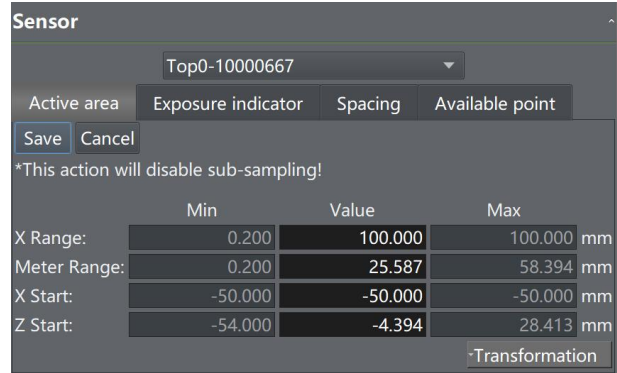 Sensor
Top0-10000667
Active area Exposure indicator Spacing Available point
Save Cancel
*This action will disable sub-sampling!
Min Value Max
X Range: 0.200 100.000 100.000 mm
Meter Range: 0.200 25.587 58.394 mm
X Start: -50.000 -50.000 -50.000 mm
Z Start: -54.000 -4.394 28.413 mm
Transformation